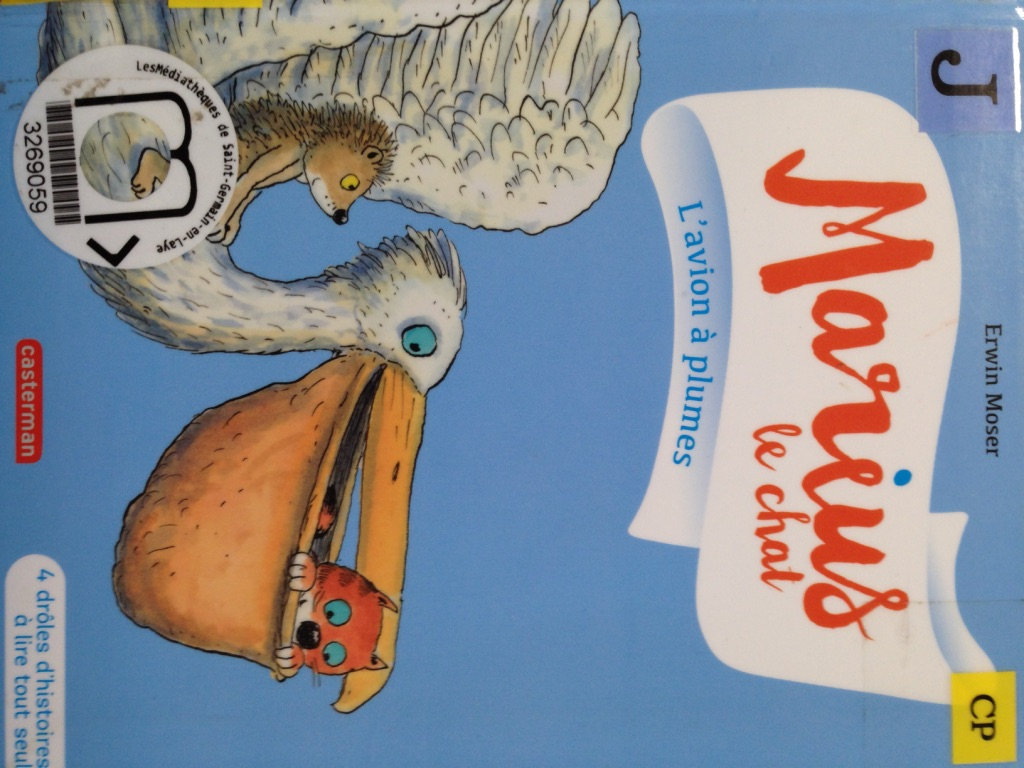 J
Erwin Moser
CP
Marius
le chat
L'avion à plumes
LesMédiathèques de Saint-Germain-en-Laye
3269059
casterman
4 drôles d'histoires
à lire tout seul